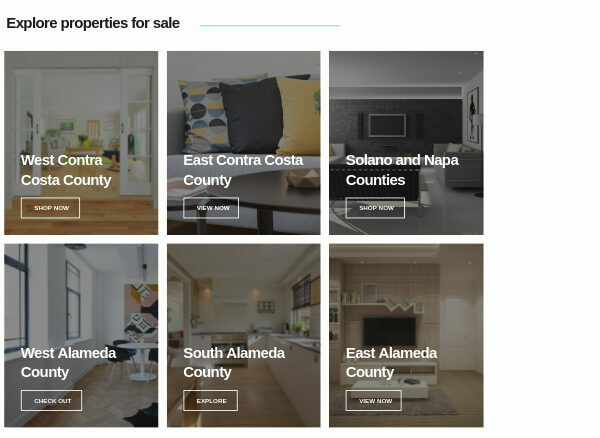 Explore properties for sale
West Contra
Costa County
SHOP NOW
East Contra Costa
County
VIEW NOW
Solano and Napa
Counties
SHOP NOW
West Alameda
County
CHECK OUT
South Alameda
County
EXPLORE
East Alameda
County
VIEW NOW